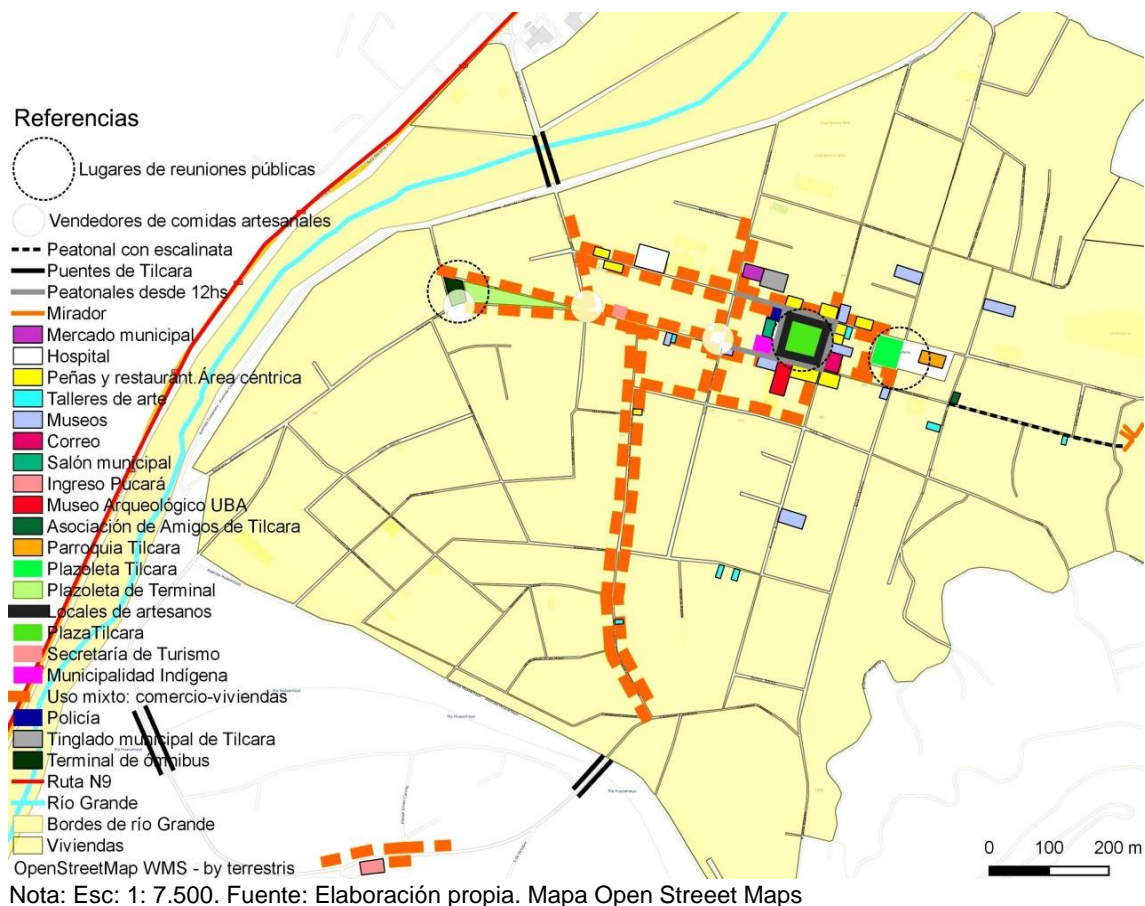 Referencias
Lugares de reuniones públicas
Vendedores de comidas artesanales
Peatonal con escalinata
Puentes de Tilcara
Peatonales desde 12hs
Mirador
Mercado municipal
Hospital
Peñas y restaurant.Área céntrica
Talleres de arte
Museos
Correo
Salón municipal
Ingreso Pucará
Museo Arqueológico UBA
Asociación de Amigos de Tilcara
Parroquia Tilcara
Plazoleta Tilcara
Plazoleta de Terminal
Locales de artesanos
PlazaTilcara
Secretaría de Turismo
Municipalidad Indígena
Uso mixto: comercio-viviendas
Policía
Tinglado municipal de Tilcara
Terminal de ómnibus
Ruta N9
Río Grande
Bordes de río Grande
Viviendas
OpenStreetMap WMS - by terrestris
0 100 200 m
Nota: Esc: 1: 7.500. Fuente: Elaboración propia. Mapa Open Streeet Maps